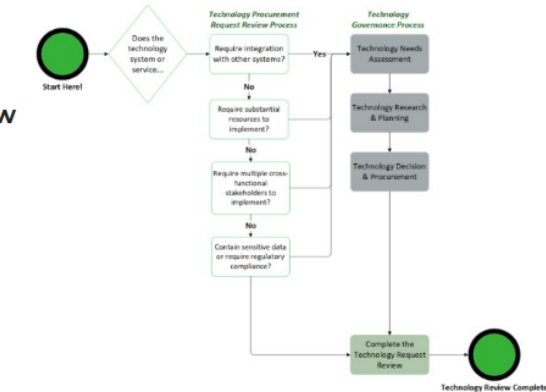 Technology Procurement
Request Review Process
Technology
Governance Process
Does the
technology
system or
service...
Start Here!
Require integration
with other systems?
Yes
Technology Needs
Assessment
No
Require substantial
resources to
implement?
Technology Research
& Planning
No
Require multiple cross-
functional
stakeholders to
implement?
Technology Decision
& Procurement
No
Contain sensitive data
or require regulatory
compliance?
Complete the
Technology Request
Review
Technology Review Complete